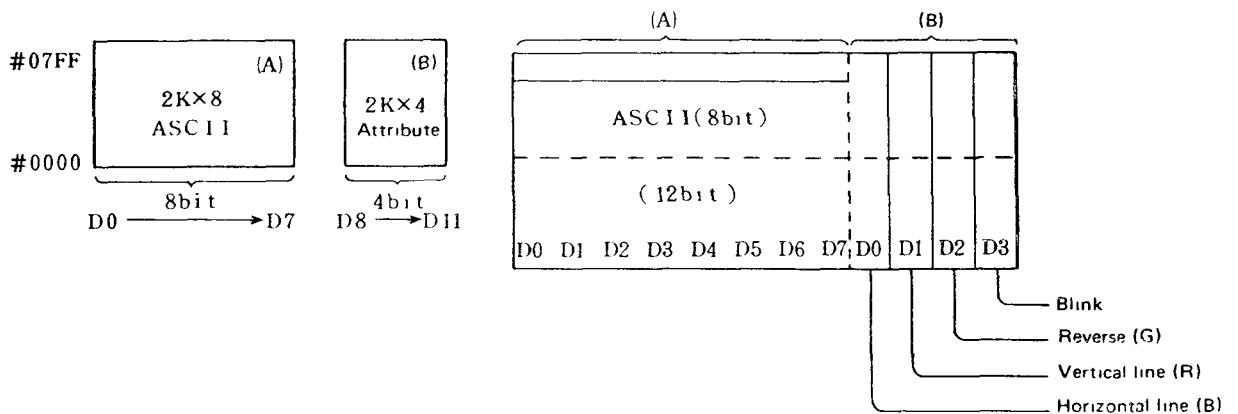 (A) (B)
#07FF (A) (B)
2K×8 2K×4
ASCII Attribute ASCII(8bit)
#0000
8bit 4bit (12bit)
D0 D7 D8 D11
D0 D1 D2 D3 D4 D5 D6 D7 D0 D1 D2 D3
Blink
Reverse (G)
Vertical line (R)
Horizontal line (B)